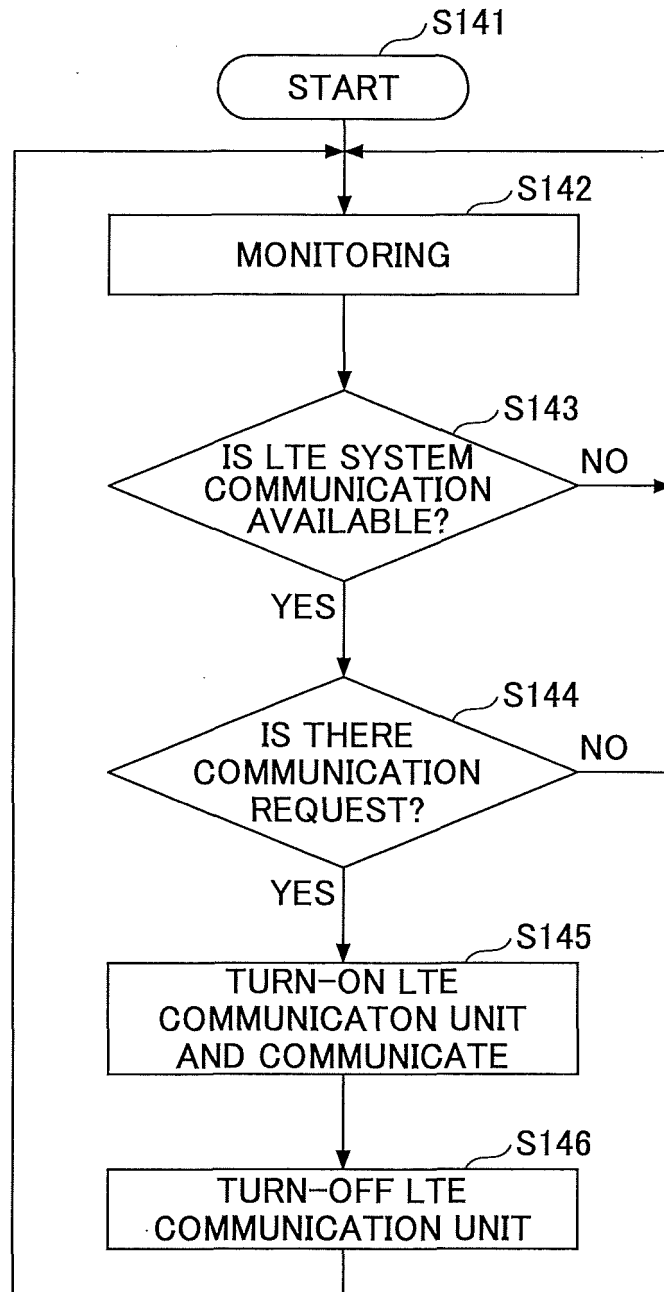 S141
START
S142
MONITORING
S143
IS LTE SYSTEM
COMMUNICATION
AVAILABLE?
NO
YES
S144
IS THERE
COMMUNICATION
REQUEST?
NO
YES
S145
TURN-ON LTE
COMMUNICATON UNIT
AND COMMUNICATE
S146
TURN-OFF LTE
COMMUNICATION UNIT